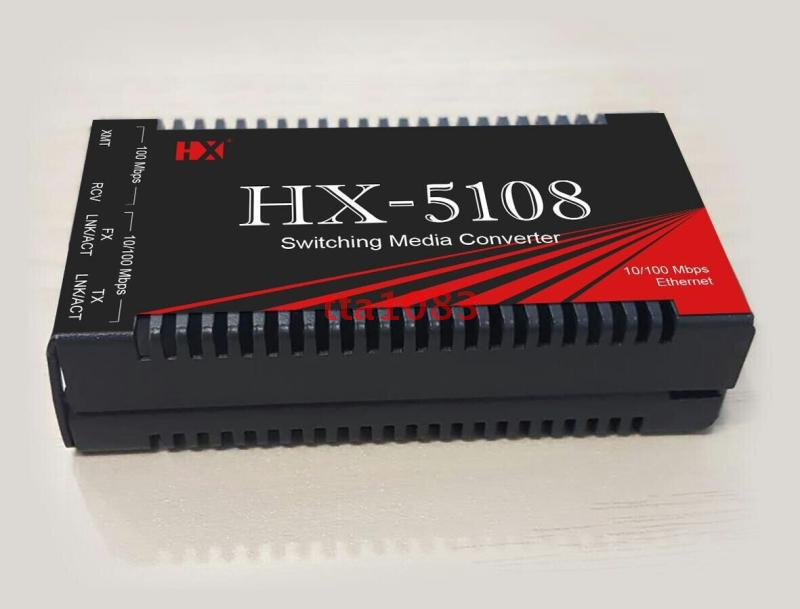 HX
HX-5108
Switching Media Converter
10/100 Mbps
Ethernet
XMT
100 Mbps
RCV
LNK/ACT
FX
10/100 Mbps
LNK/ACT
TX
tta1083